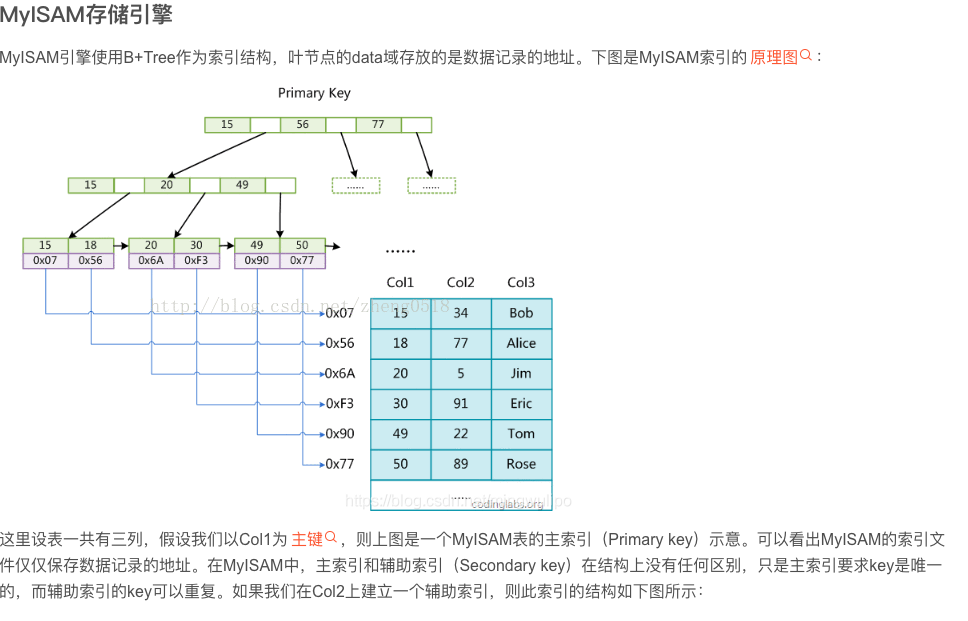 MyISAM存储引擎
MyISAM引擎使用B+Tree作为索引结构，叶节点的data域存放的是数据记录的地址。下图是MyISAM索引的 原理图：
Primary Key
15 56 77
15 20 49 ...... ......
15 18 20 30 49 50
0x07 0x56 0x6A 0xF3 0x90 0x77
......
Col1 Col2 Col3
http://blog.csdn.net/zheng0518
0x07 15 34 Bob
0x56 18 77 Alice
0x6A 20 5 Jim
0xF3 30 91 Eric
0x90 49 22 Tom
0x77 50 89 Rose
......
https://blog.csdn.net/
codinglabs.org
这里设表一共有三列，假设我们以Col1为 主键，则上图是一个MyISAM表的主索引（Primary key）示意。可以看出MyISAM的索引文
件仅仅保存数据记录的地址。在MyISAM中，主索引和辅助索引（Secondary key）在结构上没有任何区别，只是主索引要求key是唯一
的，而辅助索引的key可以重复。如果我们在Col2上建立一个辅助索引，则此索引的结构如下图所示：